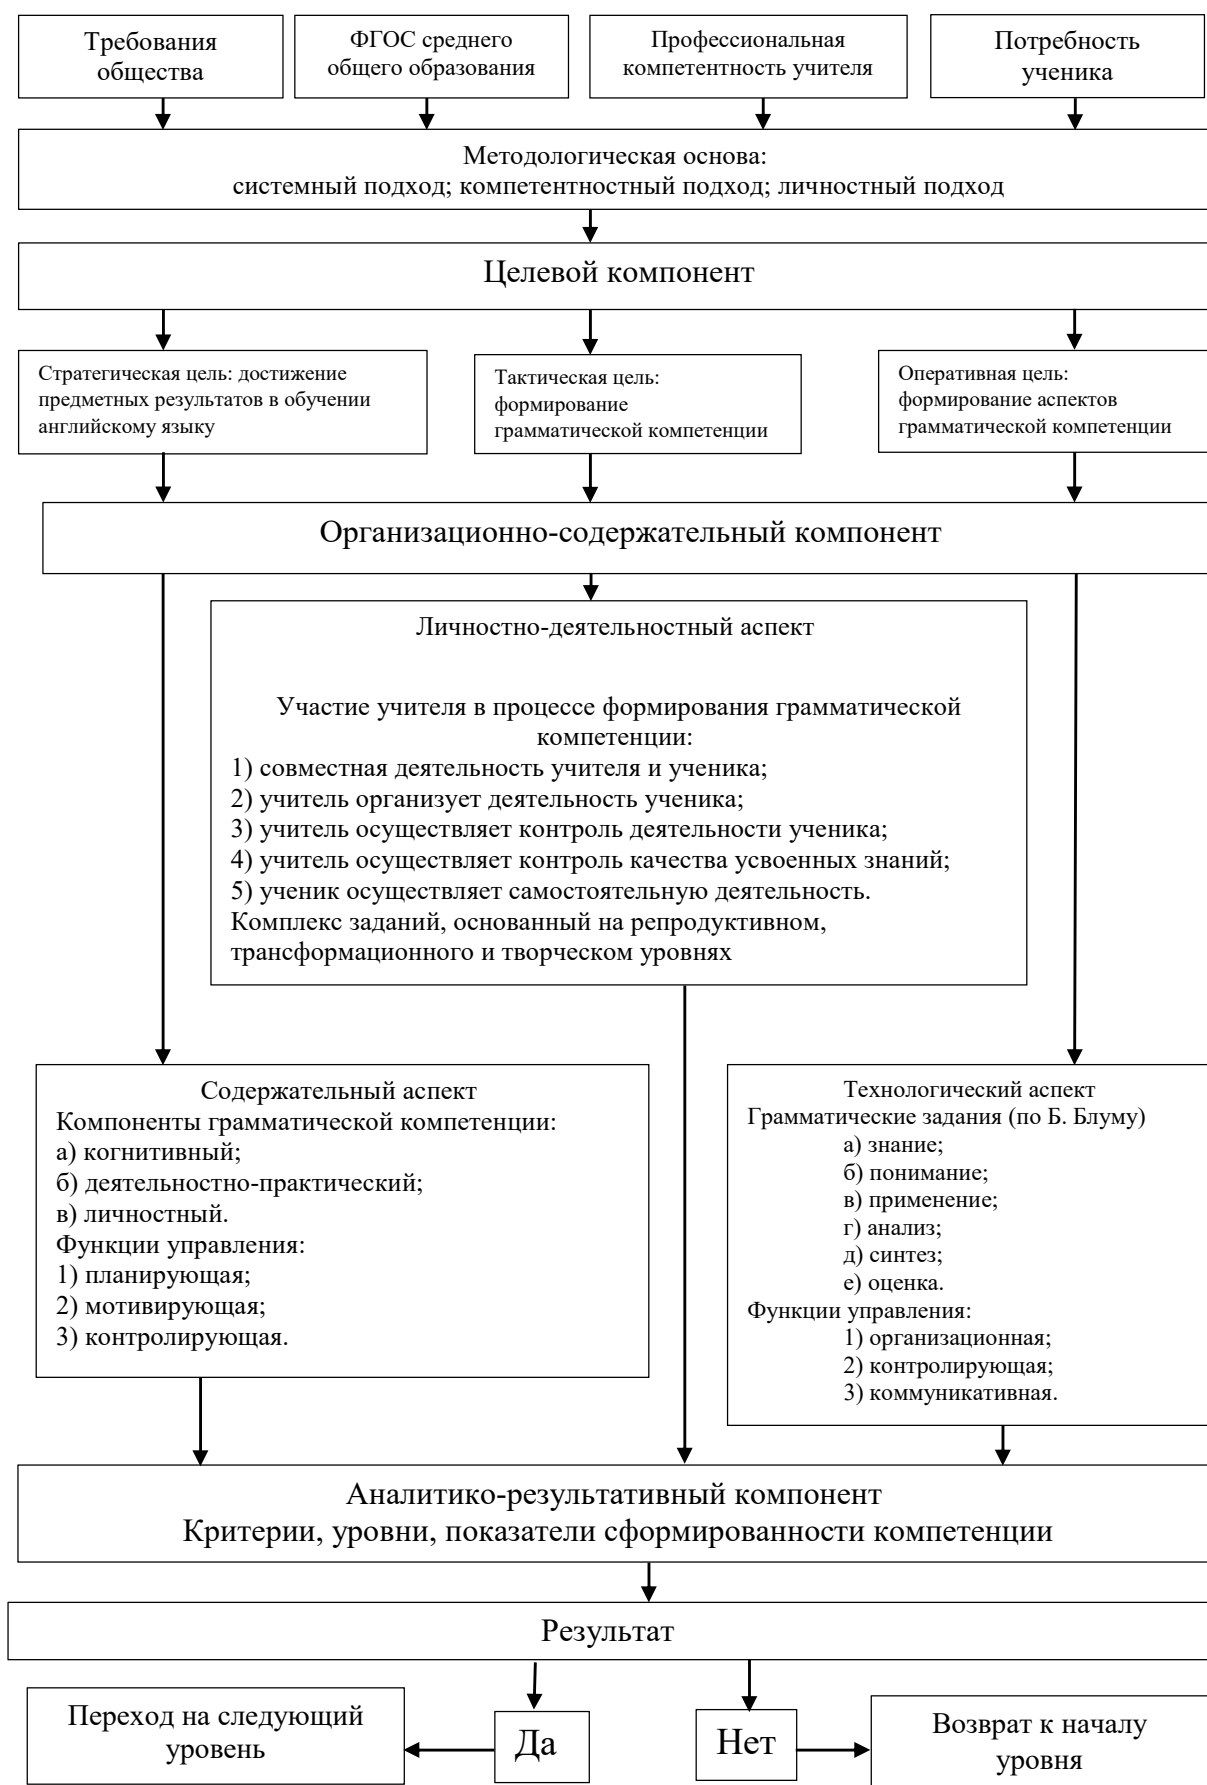 Требования
общества
ФГОС среднего
общего образования
Профессиональная
компетентность учителя
Потребность
ученика
Методологическая основа:
системный подход; компетентностный подход; личностный подход
Целевой компонент
Стратегическая цель: достижение
предметных результатов в обучении
английскому языку
Тактическая цель:
формирование
грамматической компетенции
Оперативная цель:
формирование аспектов
грамматической компетенции
Организационно-содержательный компонент
Личностно-деятельностный аспект
Участие учителя в процессе формирования грамматической
компетенции:
1) совместная деятельность учителя и ученика;
2) учитель организует деятельность ученика;
3) учитель осуществляет контроль деятельности ученика;
4) учитель осуществляет контроль качества усвоенных знаний;
5) ученик осуществляет самостоятельную деятельность.
Комплекс заданий, основанный на репродуктивном,
трансформационного и творческом уровнях
Содержательный аспект
Компоненты грамматической компетенции:
а) когнитивный;
б) деятельностно-практический;
в) личностный.
Функции управления:
1) планирующая;
2) мотивирующая;
3) контролирующая.
Технологический аспект
Грамматические задания (по Б. Блуму)
а) знание;
б) понимание;
в) применение;
г) анализ;
д) синтез;
е) оценка.
Функции управления:
1) организационная;
2) контролирующая;
3) коммуникативная.
Аналитико-результативный компонент
Критерии, уровни, показатели сформированности компетенции
Результат
Переход на следующий
уровень
Да
Нет
Возврат к началу
уровня